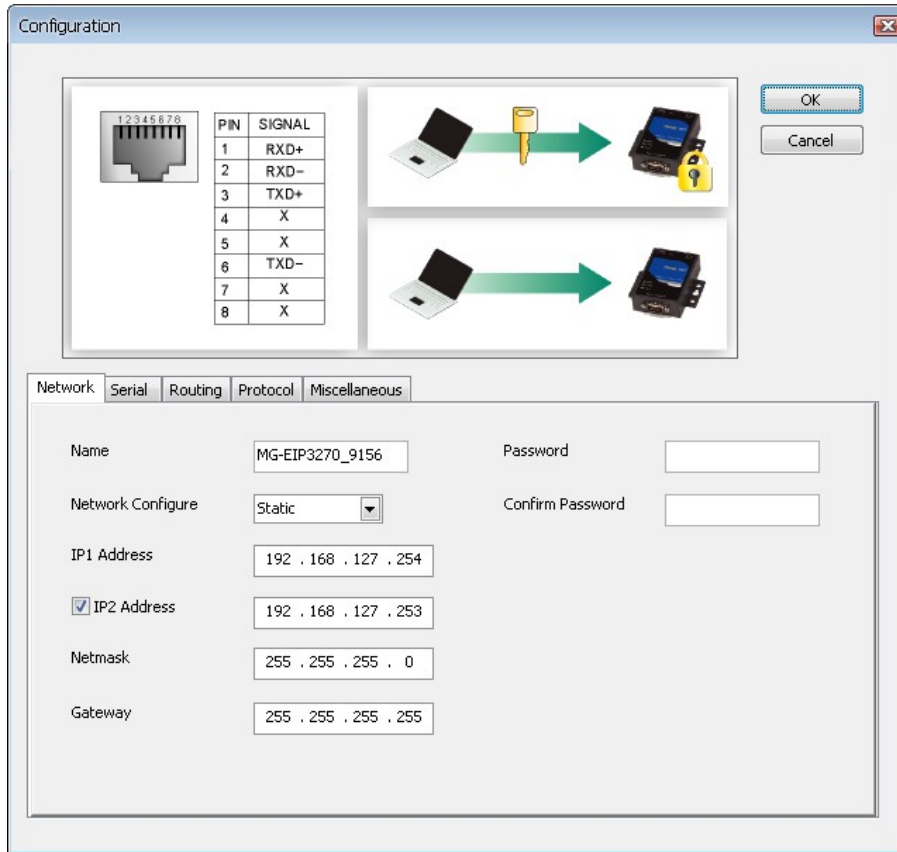 Configuration
OK
Cancel
12345678
PIN SIGNAL
1 RXD+
2 RXD-
3 TXD+
4 X
5 X
6 TXD-
7 X
8 X
Network Serial Routing Protocol Miscellaneous
Name MG-EIP3270_9156 Password
Network Configure Static Confirm Password
IP1 Address 192 . 168 . 127 . 254
IP2 Address 192 . 168 . 127 . 253
Netmask 255 . 255 . 255 . 0
Gateway 255 . 255 . 255 . 255